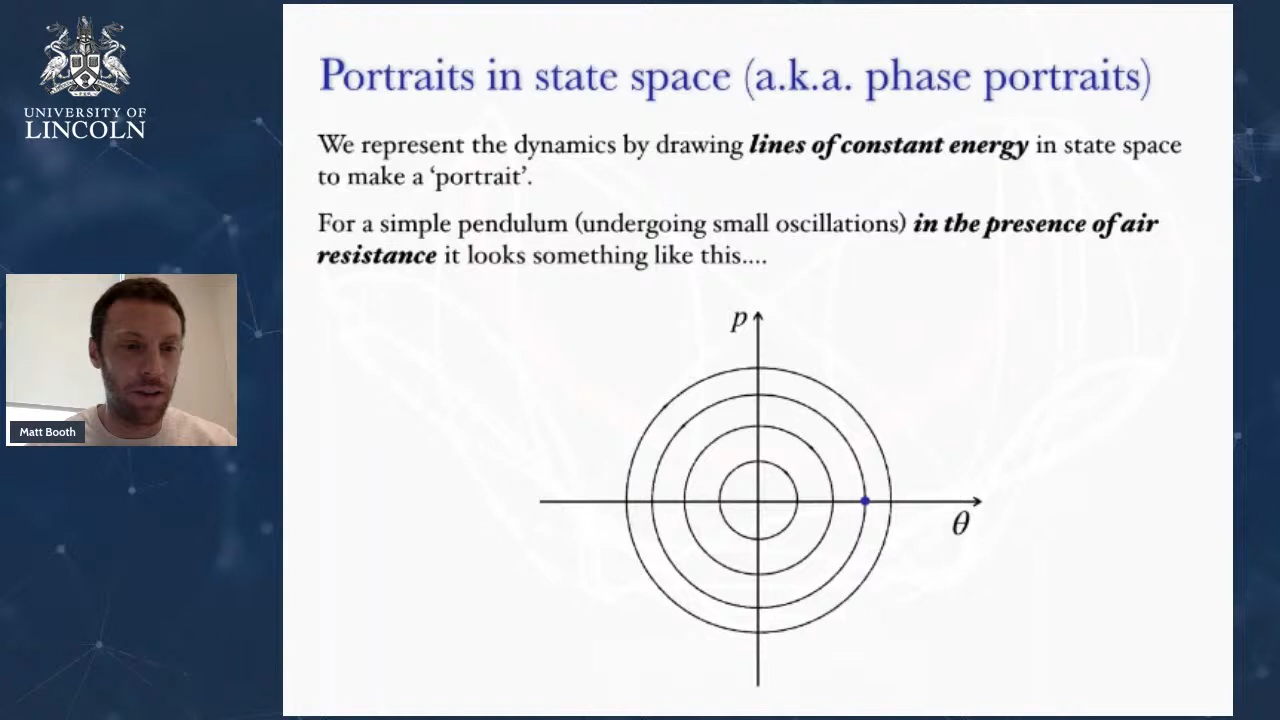 UNIVERSITY OF
LINCOLN
Portraits in state space (a.k.a. phase portraits)
We represent the dynamics by drawing lines of constant energy in state space
to make a ‘portrait’.
For a simple pendulum (undergoing small oscillations) in the presence of air
resistance it looks something like this....
p
θ
Matt Booth